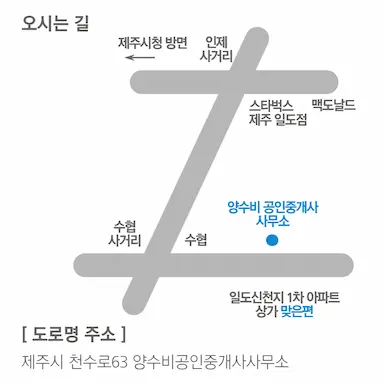 오시는 길
제주시청 방면
인제
사거리
스타벅스
제주 일도점
맥도날드
양수비 공인중개사
사무소
수협
사거리
수협
일도신천지 1차 아파트
상가 맞은편
[ 도로명 주소 ]
제주시 천수로63 양수비공인중개사사무소